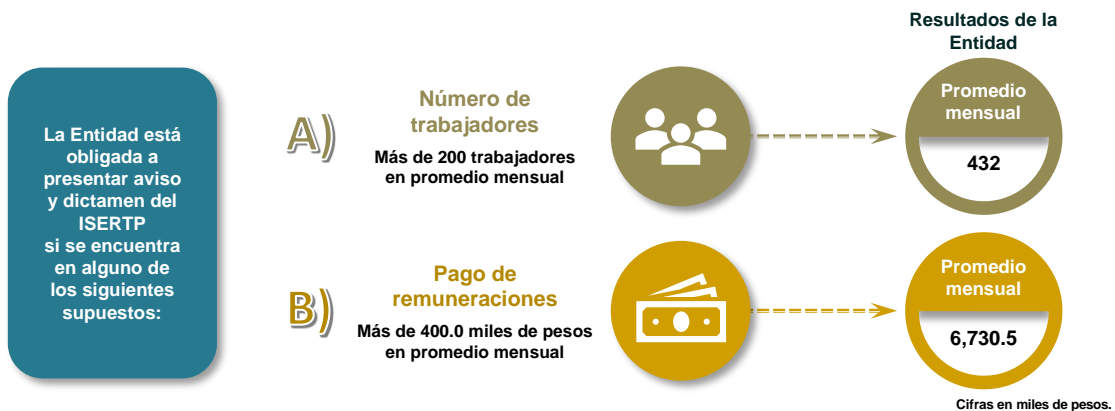 La Entidad está
obligada a
presentar aviso
y dictamen del
ISERTP
si se encuentra
en alguno de
los siguientes
supuestos:
A)
Número de
trabajadores
Más de 200 trabajadores
en promedio mensual
Resultados de la
Entidad
Promedio
mensual
432
B)
Pago de
remuneraciones
Más de 400.0 miles de pesos
en promedio mensual
Promedio
mensual
6,730.5
Cifras en miles de pesos.